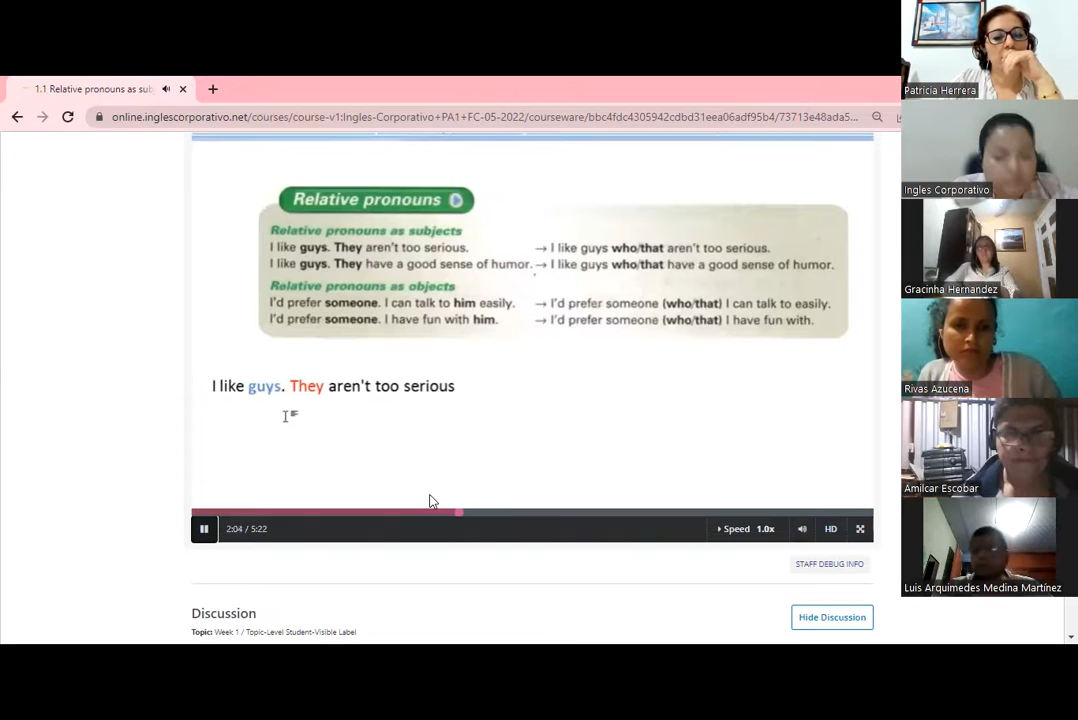 1.1 Relative pronouns as sub
online.inglescorporativo.net/courses/course-v1:Ingles-Corporativo+PA1+FC-05-2022/courseware/bbc4fdc4305942cdbd31eea06adf95b4/73713e48ada5...
Relative pronouns
Relative pronouns as subjects
I like guys. They aren't too serious. → I like guys who/that aren't too serious.
I like guys. They have a good sense of humor. → I like guys who/that have a good sense of humor.
Relative pronouns as objects
I'd prefer someone. I can talk to him easily. → I'd prefer someone (who/that) I can talk to easily.
I'd prefer someone. I have fun with him. → I'd prefer someone (who/that) I have fun with.
I like guys. They aren't too serious
2:04 / 5:22
Speed 1.0x
HD
STAFF DEBUG INFO
Discussion
Hide Discussion
Topic: Week 1 / Topic-Level Student-Visible Label
Patricia Herrera
Ingles Corporativo
Gracinha Hernandez
Rivas Azucena
Amilcar Escobar
Luis Arquimedes Medina Martínez